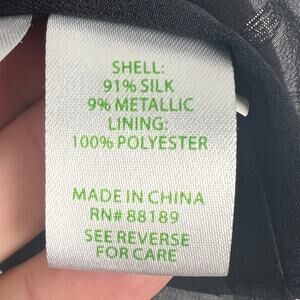 SHELL:
91% SILK
9% METALLIC
LINING:
100% POLYESTER
MADE IN CHINA
RN# 88189
SEE REVERSE
FOR CARE